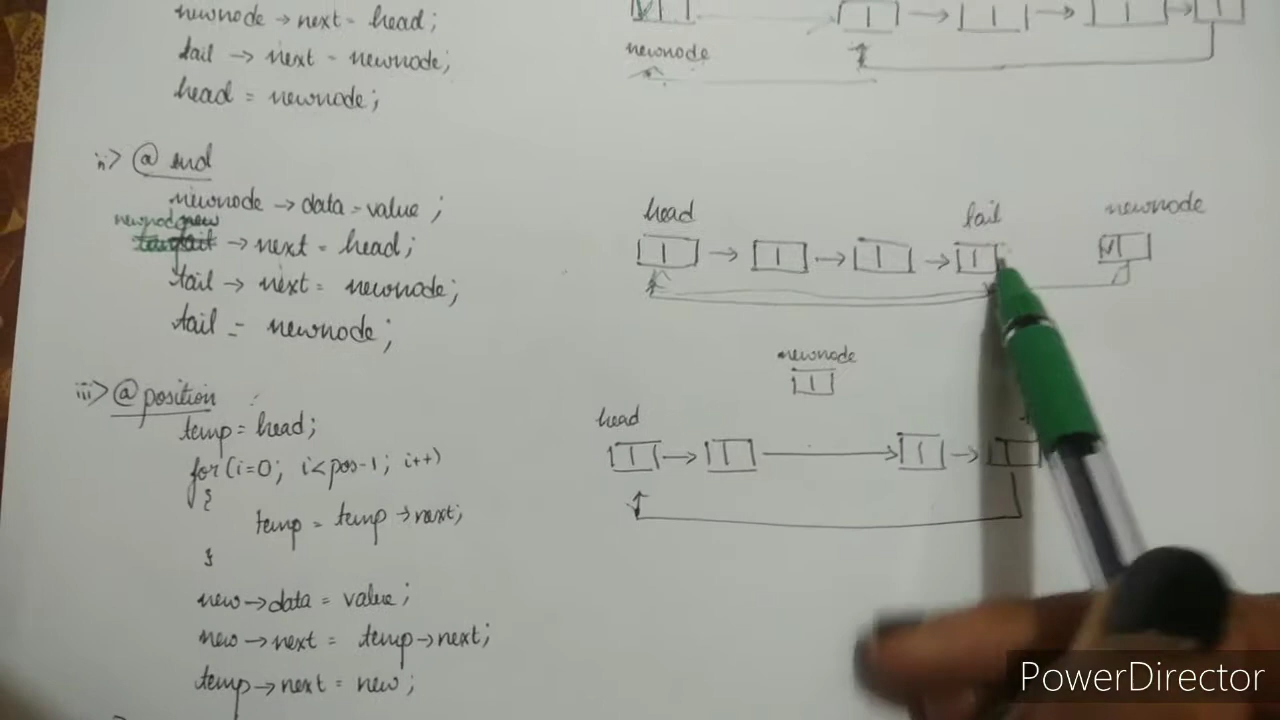 newnode → next = head;
tail → next = newnode;
head = newnode;
newnode
ii> @ end
newnode → data = value ;
newnode → next = head;
tail → next = newnode;
tail = newnode;
head
tail
newnode
newnode
iii> @ position
temp = head;
for(i=0; i<pos-1; i++)
{
temp = temp → next;
}
new → data = value;
new → next = temp → next;
temp → next = new ;
head
PowerDirector